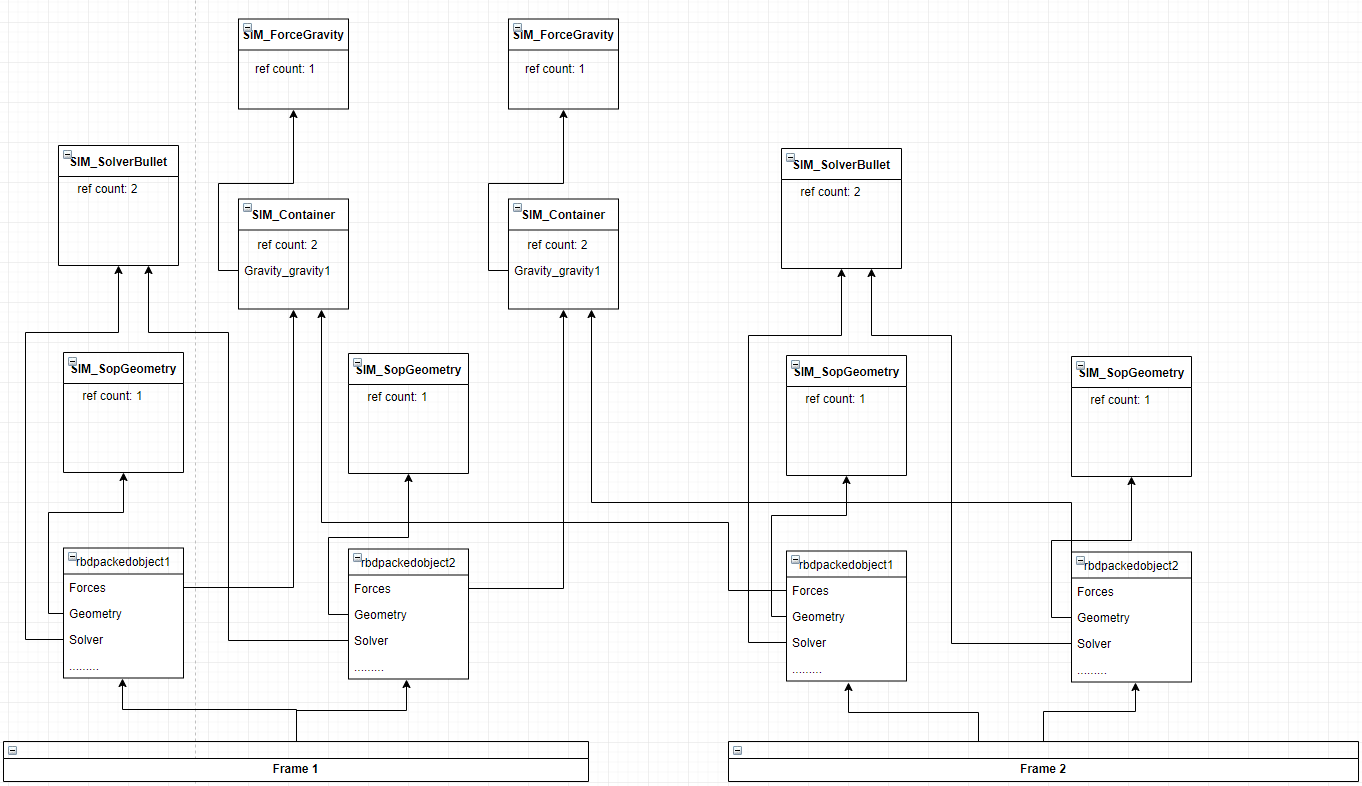 SIM_ForceGravity
ref count: 1
SIM_ForceGravity
ref count: 1
SIM_SolverBullet
ref count: 2
SIM_Container
ref count: 2
Gravity_gravity1
SIM_Container
ref count: 2
Gravity_gravity1
SIM_SolverBullet
ref count: 2
SIM_SopGeometry
ref count: 1
SIM_SopGeometry
ref count: 1
SIM_SopGeometry
ref count: 1
SIM_SopGeometry
ref count: 1
rbdpackedobject1
Forces
Geometry
Solver
.........
rbdpackedobject2
Forces
Geometry
Solver
.........
rbdpackedobject1
Forces
Geometry
Solver
.........
rbdpackedobject2
Forces
Geometry
Solver
.........
Frame 1
Frame 2